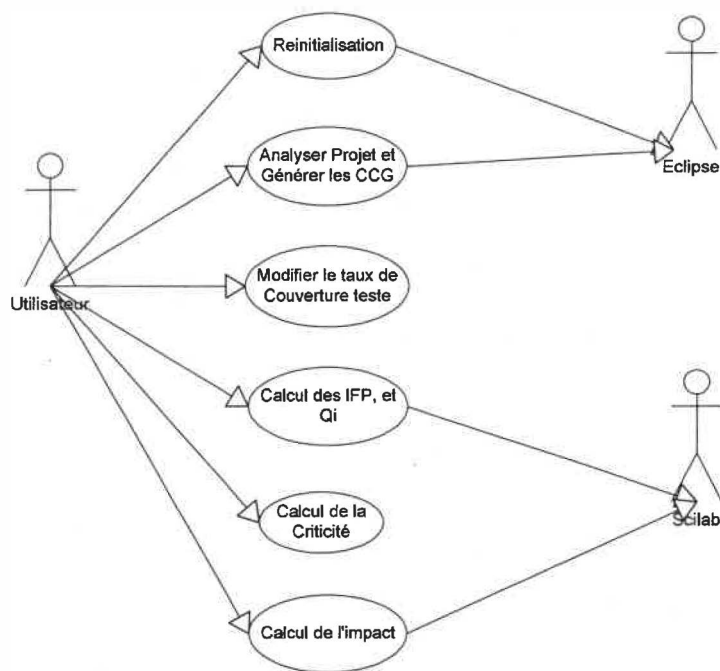 Reinitialisation
Eclipse
Analyser Projet et
Générer les CCG
Utilisateur
Modifier le taux de
Couverture teste
Calcul des IFP, et
Qi
Scilab
Calcul de la
Criticité
Calcul de l'impact